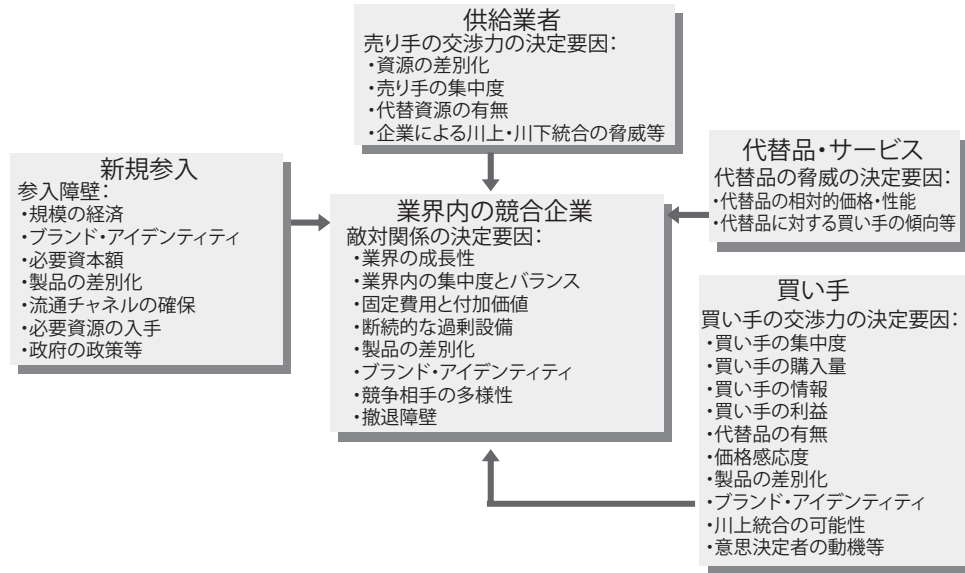 供給業者
売り手の交渉力の決定要因：
・資源の差別化
・売り手の集中度
・代替資源の有無
・企業による川上・川下統合の脅威等
新規参入
参入障壁：
・規模の経済
・ブランド・アイデンティティ
・必要資本額
・製品の差別化
・流通チャネルの確保
・必要資源の入手
・政府の政策等
業界内の競合企業
敵対関係の決定要因：
・業界の成長性
・業界内の集中度とバランス
・固定費用と付加価値
・断続的な過剰設備
・製品の差別化
・ブランド・アイデンティティ
・競争相手の多様性
・撤退障壁
代替品・サービス
代替品の脅威の決定要因：
・代替品の相対的価格・性能
・代替品に対する買い手の傾向等
買い手
買い手の交渉力の決定要因：
・買い手の集中度
・買い手の購入量
・買い手の情報
・買い手の利益
・代替品の有無
・価格感応度
・製品の差別化
・ブランド・アイデンティティ
・川上統合の可能性
・意思決定者の動機等